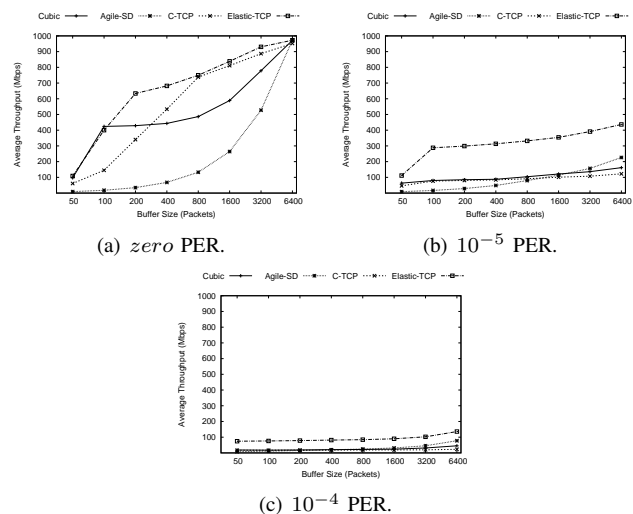 Cubic Agile-SD C-TCP Elastic-TCP
1000
900
800
700
600
500
400
300
200
100
50 100 200 400 800 1600 3200 6400
Average Throughput (Mbps)
Buffer Size (Packets)
(a) zero PER.
Cubic Agile-SD C-TCP Elastic-TCP
1000
900
800
700
600
500
400
300
200
100
50 100 200 400 800 1600 3200 6400
Average Throughput (Mbps)
Buffer Size (Packets)
(b) 10⁻⁵ PER.
Cubic Agile-SD C-TCP Elastic-TCP
1000
900
800
700
600
500
400
300
200
100
50 100 200 400 800 1600 3200 6400
Average Throughput (Mbps)
Buffer Size (Packets)
(c) 10⁻⁴ PER.